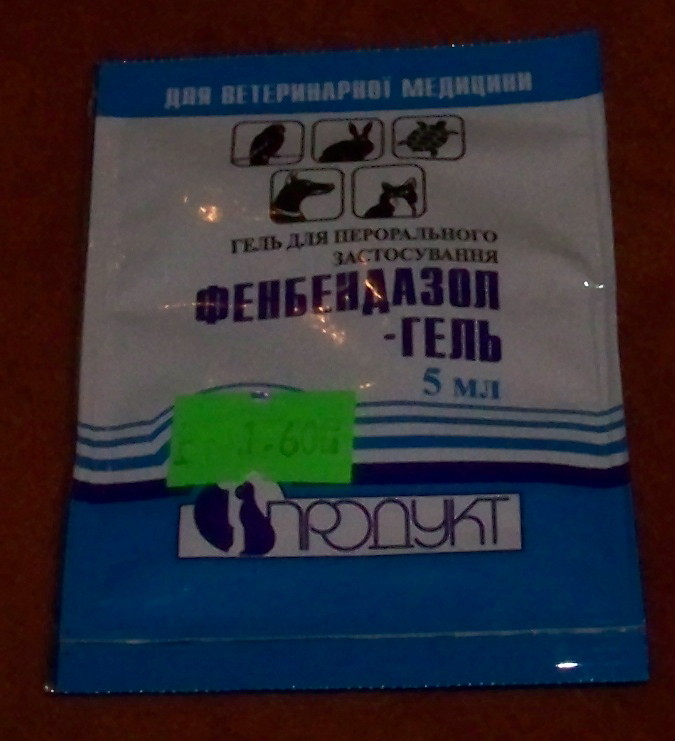 ДЛЯ ВЕТЕРИНАРНОЇ МЕДИЦИНИ
ГЕЛЬ ДЛЯ ПЕРОРАЛЬНОГО
ЗАСТОСУВАННЯ
ФЕНБЕНДАЗОЛ
-ГЕЛЬ
5 мл
ПРОДУКТ